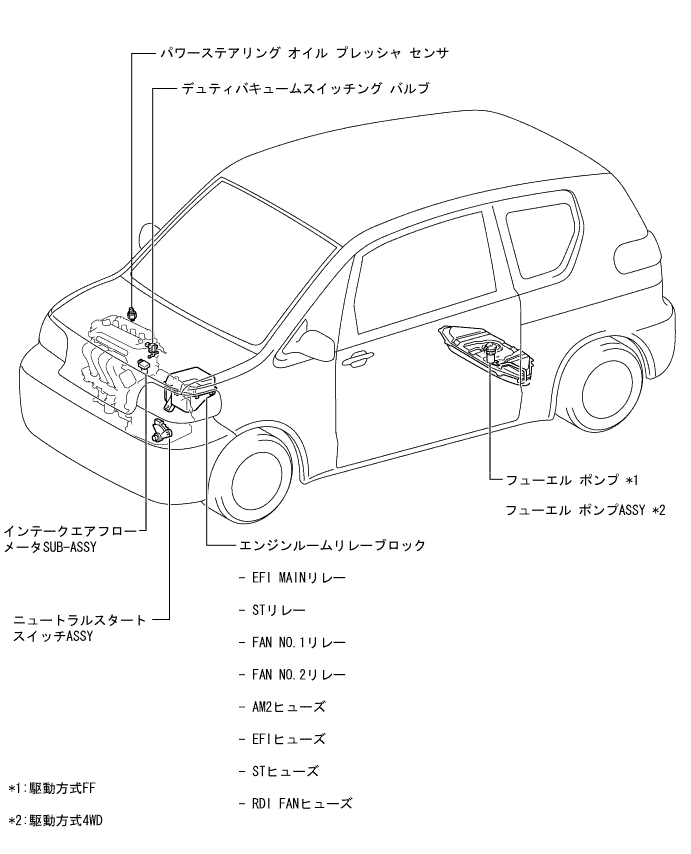 パワーステアリング オイル プレッシャ センサ
デュティバキュームスイッチング バルブ
フューエル ポンプ *1
フューエル ポンプASSY *2
インテークエアフロー
メータSUB-ASSY
エンジンルームリレーブロック
- EFI MAINリレー
- STリレー
- FAN NO.1リレー
- FAN NO.2リレー
- AM2ヒューズ
- EFIヒューズ
- STヒューズ
- RDI FANヒューズ
ニュートラルスタート
スイッチASSY
*1:駆動方式FF
*2:駆動方式4WD